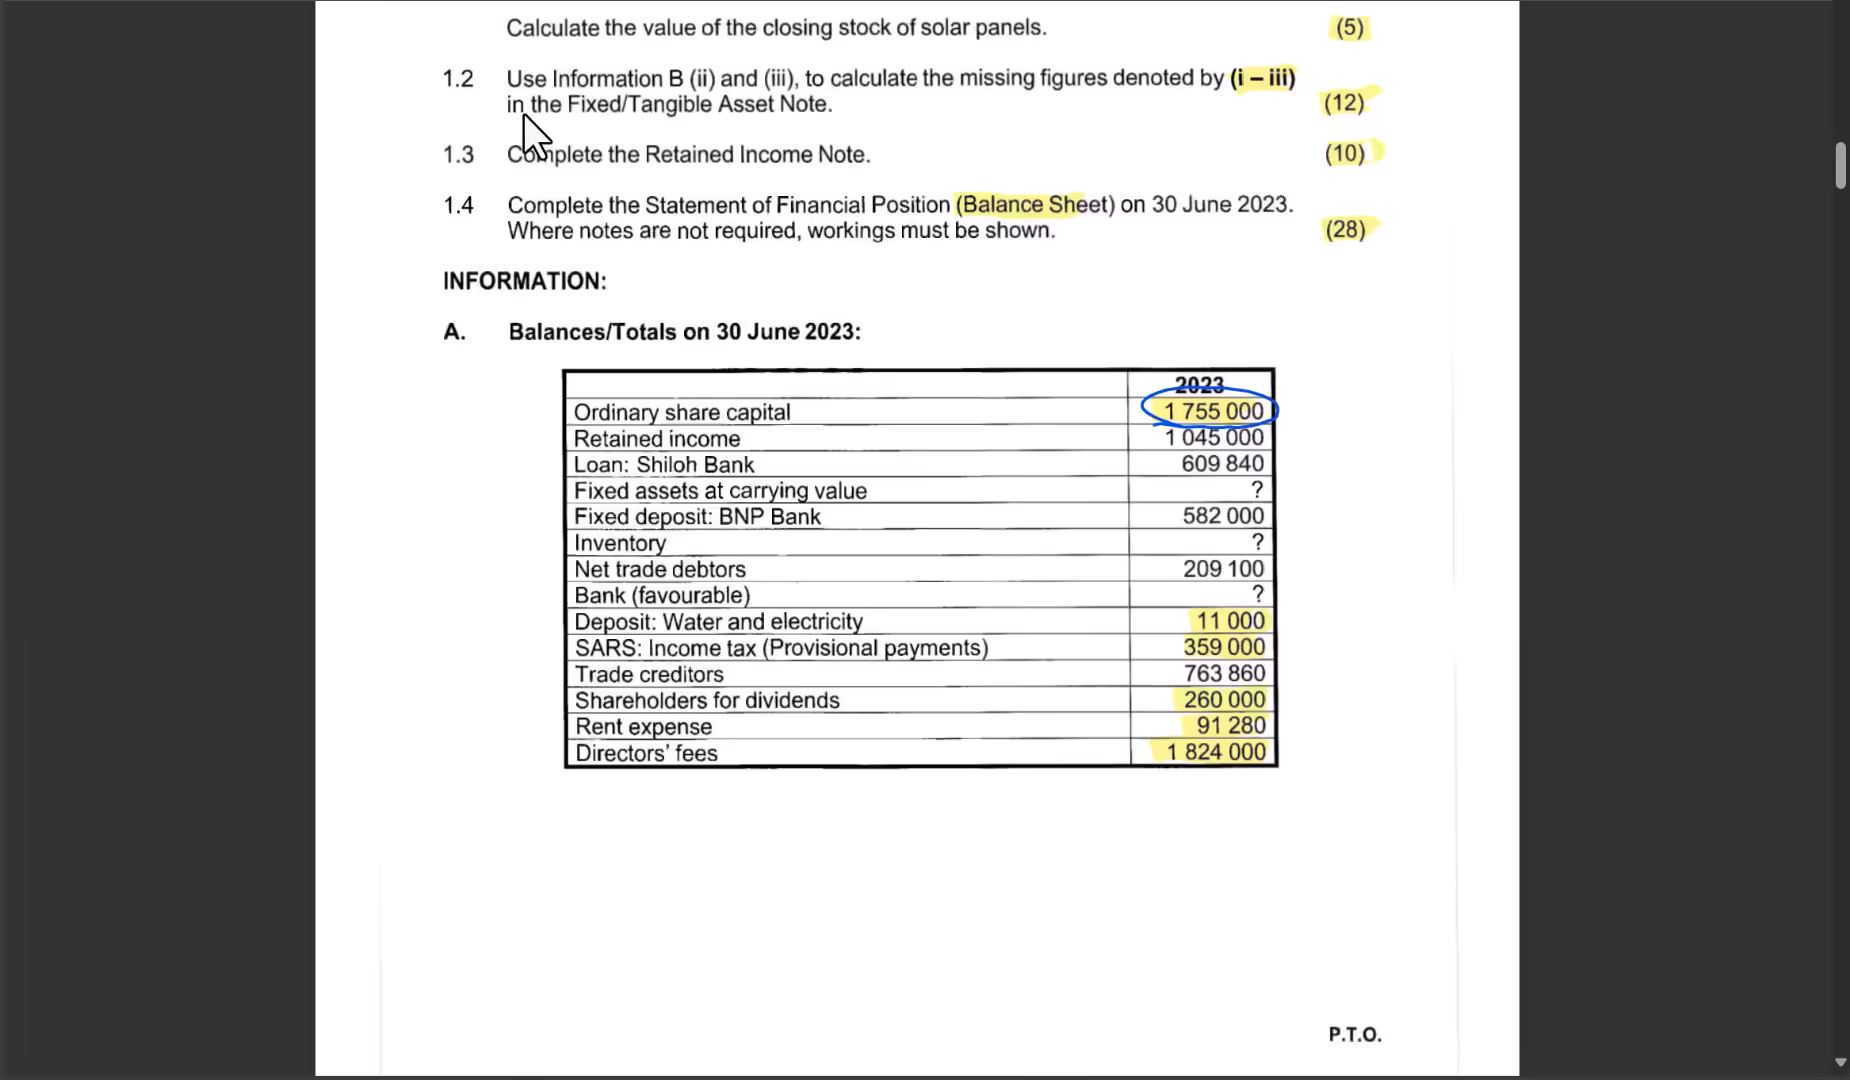 Calculate the value of the closing stock of solar panels. (5)
1.2 Use Information B (ii) and (iii), to calculate the missing figures denoted by (i – iii)
in the Fixed/Tangible Asset Note. (12)
1.3 Complete the Retained Income Note. (10)
1.4 Complete the Statement of Financial Position (Balance Sheet) on 30 June 2023.
Where notes are not required, workings must be shown. (28)
INFORMATION:
A. Balances/Totals on 30 June 2023:
2023
Ordinary share capital 1 755 000
Retained income 1 045 000
Loan: Shiloh Bank 609 840
Fixed assets at carrying value ?
Fixed deposit: BNP Bank 582 000
Inventory ?
Net trade debtors 209 100
Bank (favourable) ?
Deposit: Water and electricity 11 000
SARS: Income tax (Provisional payments) 359 000
Trade creditors 763 860
Shareholders for dividends 260 000
Rent expense 91 280
Directors' fees 1 824 000
P.T.O.